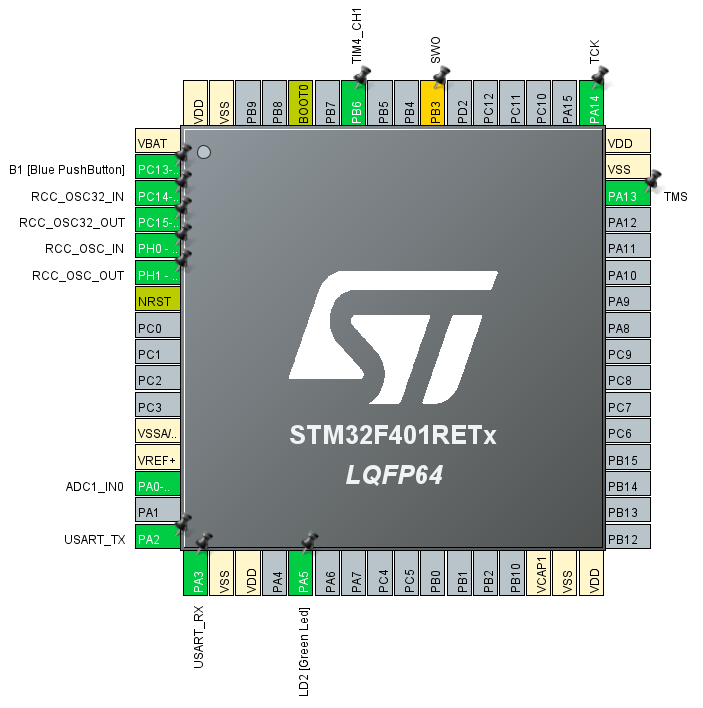 TIM4_CH1
SWO
TCK
VDD
VSS
PB9
PB8
BOOT0
PB7
PB6
PB5
PB4
PB3
PD2
PC12
PC11
PC10
PA15
PA14
VBAT
B1 [Blue PushButton] PC13-..
RCC_OSC32_IN PC14-..
RCC_OSC32_OUT PC15-..
RCC_OSC_IN PH0 - ..
RCC_OSC_OUT PH1 - ..
NRST
PC0
PC1
PC2
PC3
VSSA/..
VREF+
ADC1_IN0 PA0-..
PA1
USART_TX PA2
ST
STM32F401RETx
LQFP64
VDD
VSS
PA13 TMS
PA12
PA11
PA10
PA9
PA8
PC9
PC8
PC7
PC6
PB15
PB14
PB13
PB12
PA3
VSS
VDD
PA4
PA5
PA6
PA7
PC4
PC5
PB0
PB1
PB2
PB10
VCAP1
VSS
VDD
USART_RX
LD2 [Green Led]